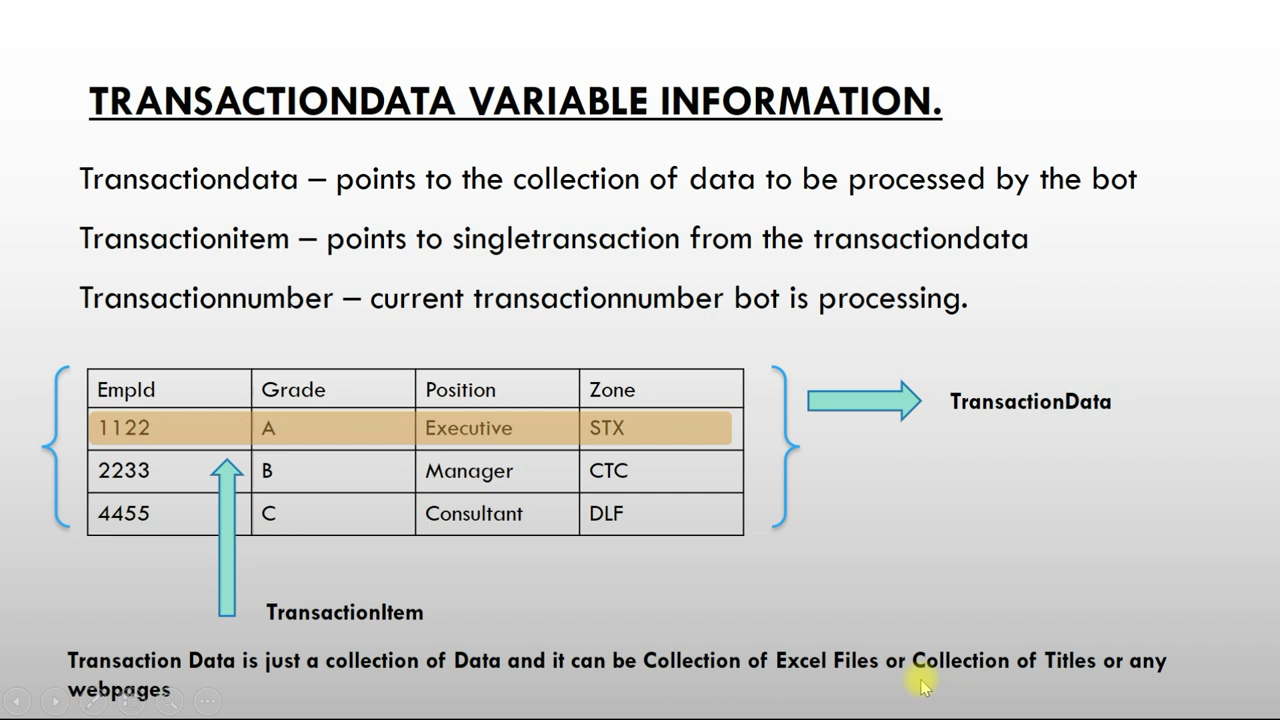 TRANSACTIONDATA VARIABLE INFORMATION.
Transactiondata – points to the collection of data to be processed by the bot
Transactionitem – points to singletransaction from the transactiondata
Transactionnumber – current transactionnumber bot is processing.
EmpId Grade Position Zone
1122 A Executive STX
2233 B Manager CTC
4455 C Consultant DLF
TransactionData
TransactionItem
Transaction Data is just a collection of Data and it can be Collection of Excel Files or Collection of Titles or any
webpages